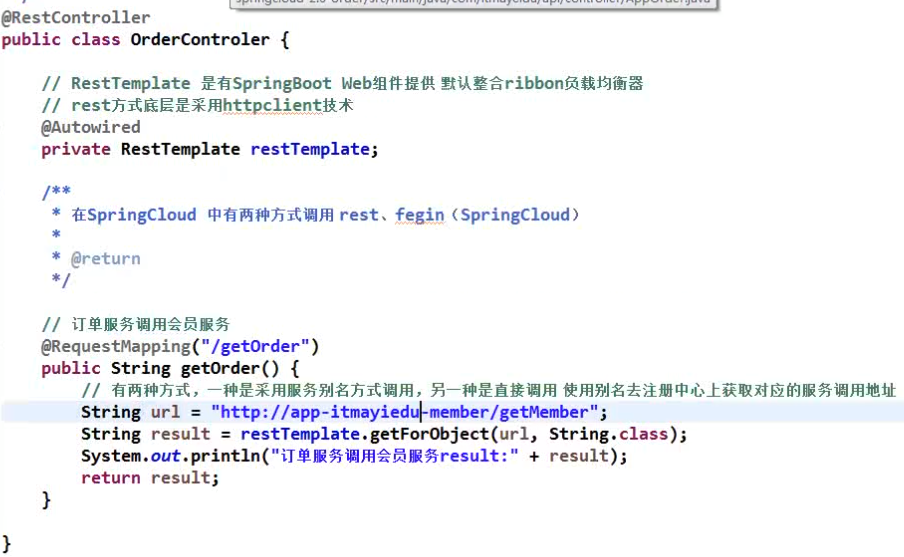 springcloud-2.0-order/src/main/java/com/itmayiedu/api/controller/AppOrder.java
@RestController
public class OrderControler {
// RestTemplate 是有SpringBoot Web组件提供 默认整合ribbon负载均衡器
// rest方式底层是采用httpclient技术
@Autowired
private RestTemplate restTemplate;
/**
* 在SpringCloud 中有两种方式调用 rest、fegin（SpringCloud）
*
* @return
*/
// 订单服务调用会员服务
@RequestMapping("/getOrder")
public String getOrder() {
// 有两种方式，一种是采用服务别名方式调用，另一种是直接调用 使用别名去注册中心上获取对应的服务调用地址
String url = "http://app-itmayiedu-member/getMember";
String result = restTemplate.getForObject(url, String.class);
System.out.println("订单服务调用会员服务result:" + result);
return result;
}
}